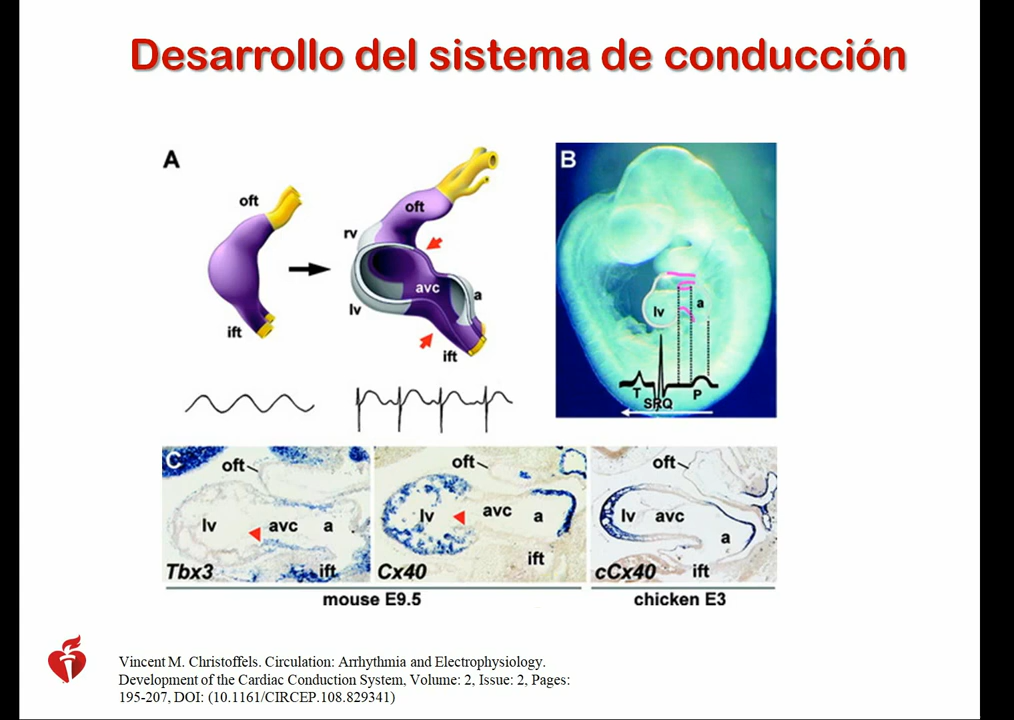 Desarrollo del sistema de conducción
A
oft
ift
oft
rv
avc
a
lv
ift
B
lv
a
T
SRQ
P
C
oft
lv
avc
a
ift
Tbx3
oft
lv
avc
a
ift
Cx40
oft
lv
avc
a
cCx40
ift
mouse E9.5
chicken E3
Vincent M. Christoffels. Circulation: Arrhythmia and Electrophysiology.
Development of the Cardiac Conduction System, Volume: 2, Issue: 2, Pages:
195-207, DOI: (10.1161/CIRCEP.108.829341)